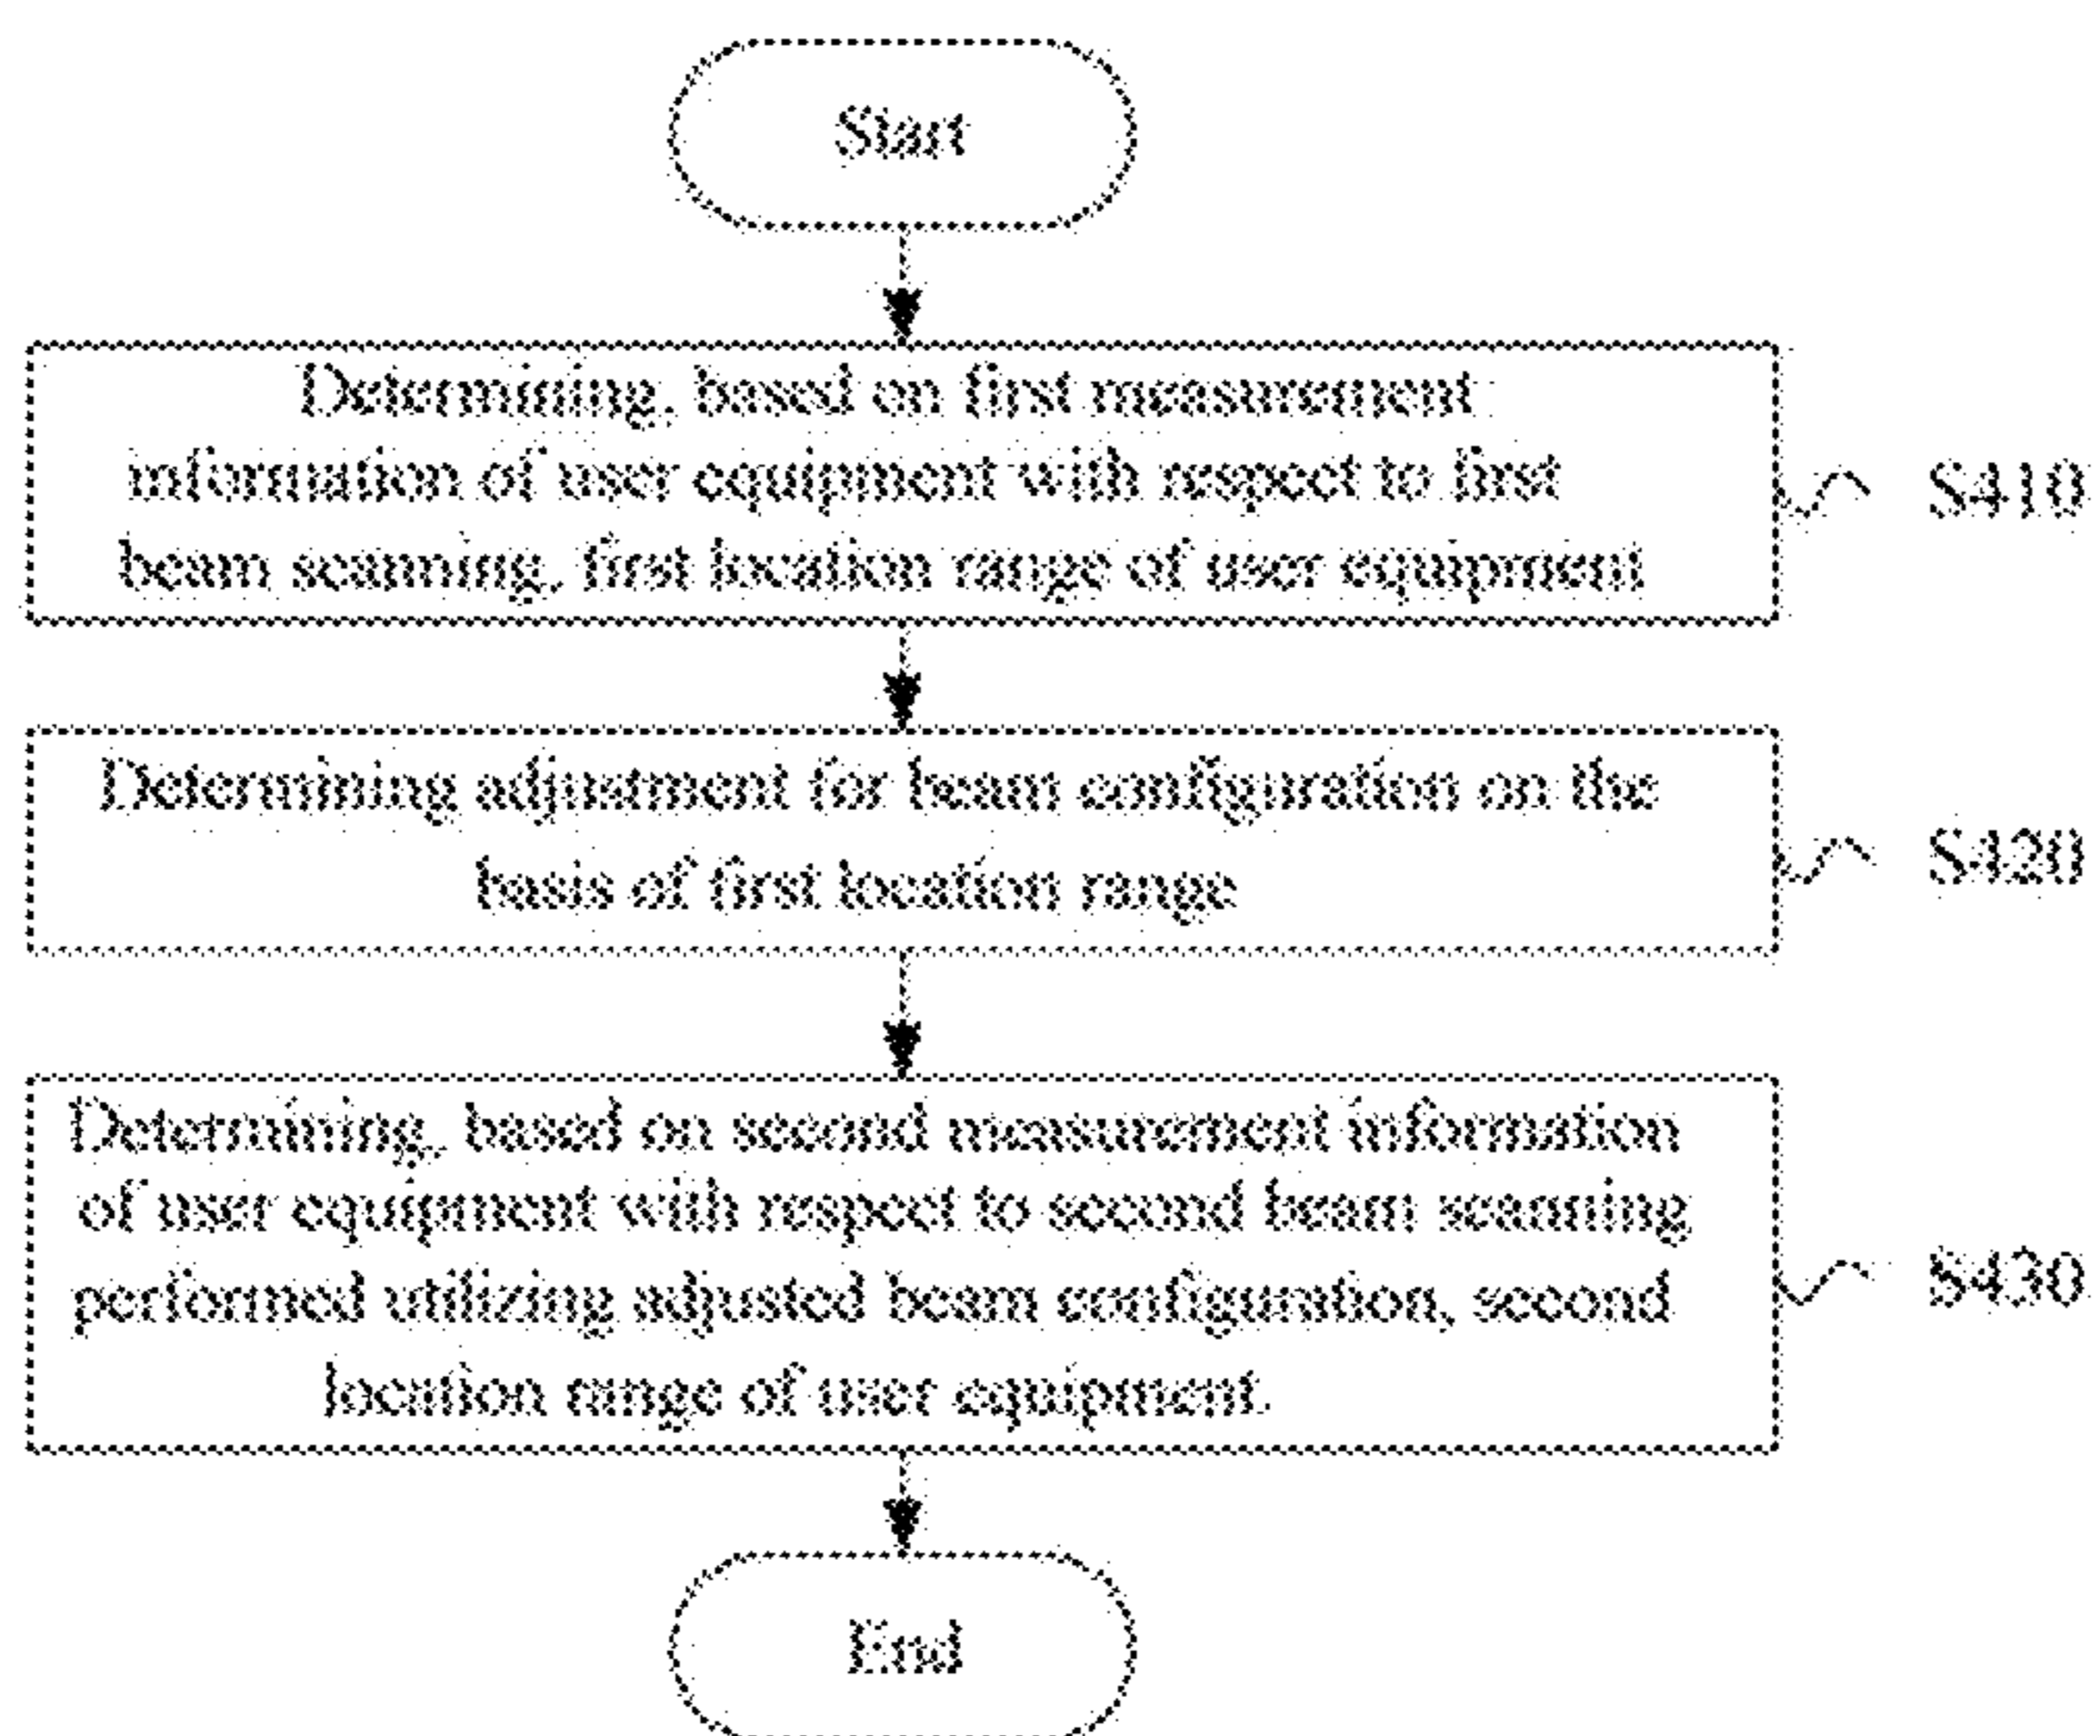 Start
Determining, based on first measurement
information of user equipment with respect to first
beam scanning, first location range of user equipment
S410
Determining adjustment for beam configuration on the
basis of first location range
S420
Determining, based on second measurement information
of user equipment with respect to second beam scanning
performed utilizing adjusted beam configuration, second
location range of user equipment.
S430
End